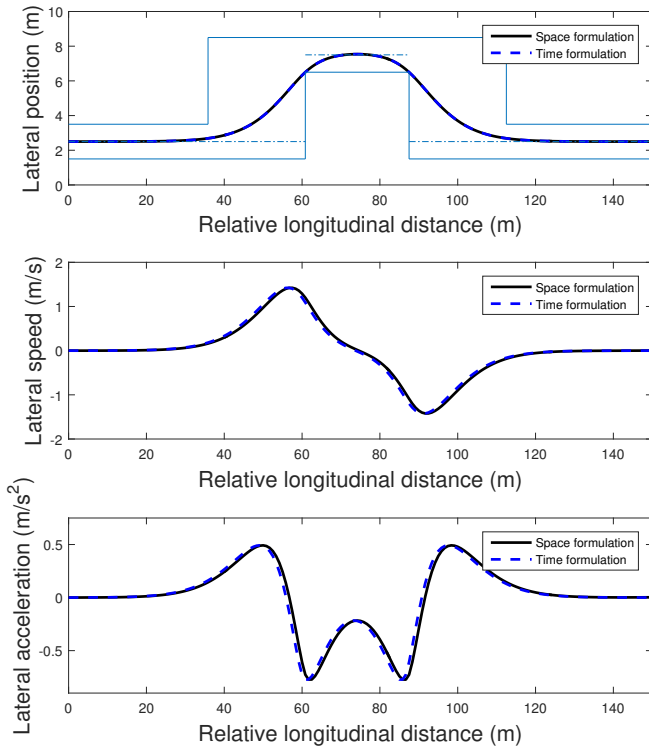 Lateral position (m)
10
8
6
4
2
0
Space formulation
Time formulation
0 20 40 60 80 100 120 140
Relative longitudinal distance (m)
Lateral speed (m/s)
2
1
0
-1
-2
Space formulation
Time formulation
0 20 40 60 80 100 120 140
Relative longitudinal distance (m)
Lateral acceleration (m/s²)
0.5
0
-0.5
Space formulation
Time formulation
0 20 40 60 80 100 120 140
Relative longitudinal distance (m)